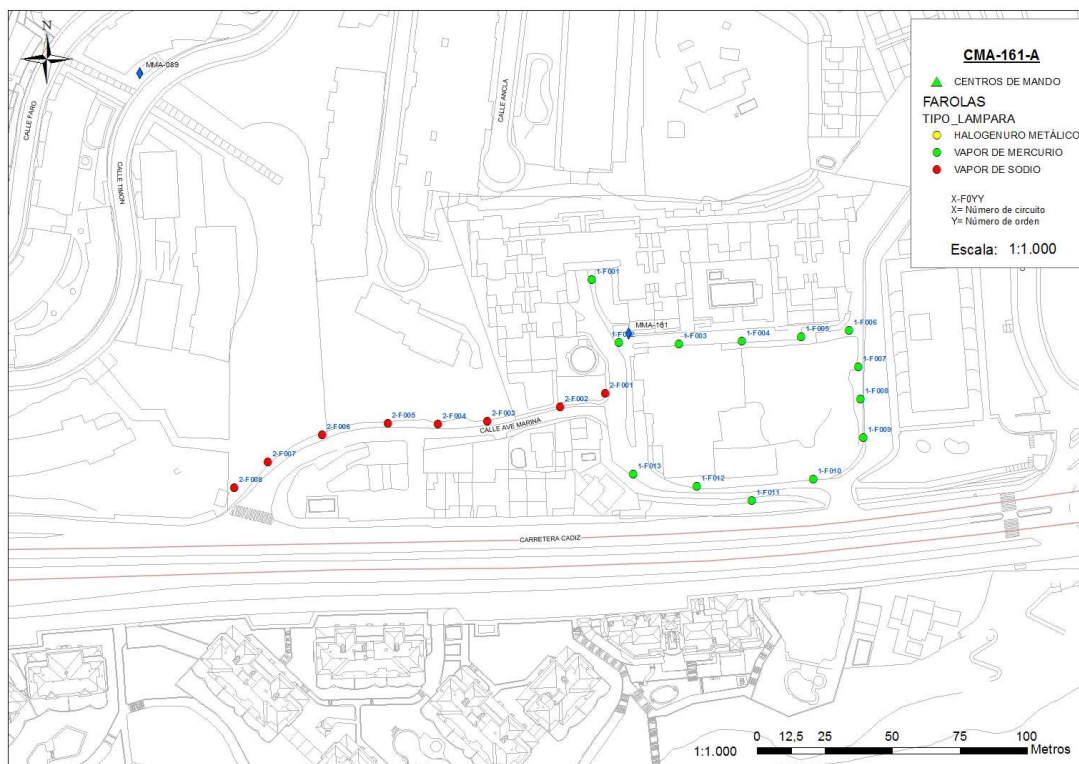 N
MMA-089
CALLE FARO
CALLE TIMON
CALLE ANCLA
CMA-161-A
CENTROS DE MANDO
FAROLAS
TIPO_LAMPARA
HALOGENURO METÁLICO
VAPOR DE MERCURIO
VAPOR DE SODIO
X-F0YY
X= Número de circuito
Y= Número de orden
Escala: 1:1.000
1-F001
MMA-161
1-F002
1-F003
1-F004
1-F005
1-F006
1-F007
1-F008
1-F009
2-F001
2-F002
2-F003
2-F004
2-F005
2-F006
2-F007
2-F008
CALLE AVE MARINA
1-F013
1-F012
1-F011
1-F010
CARRETERA CADIZ
1:1.000
0 12,5 25 50 75 100
Metros